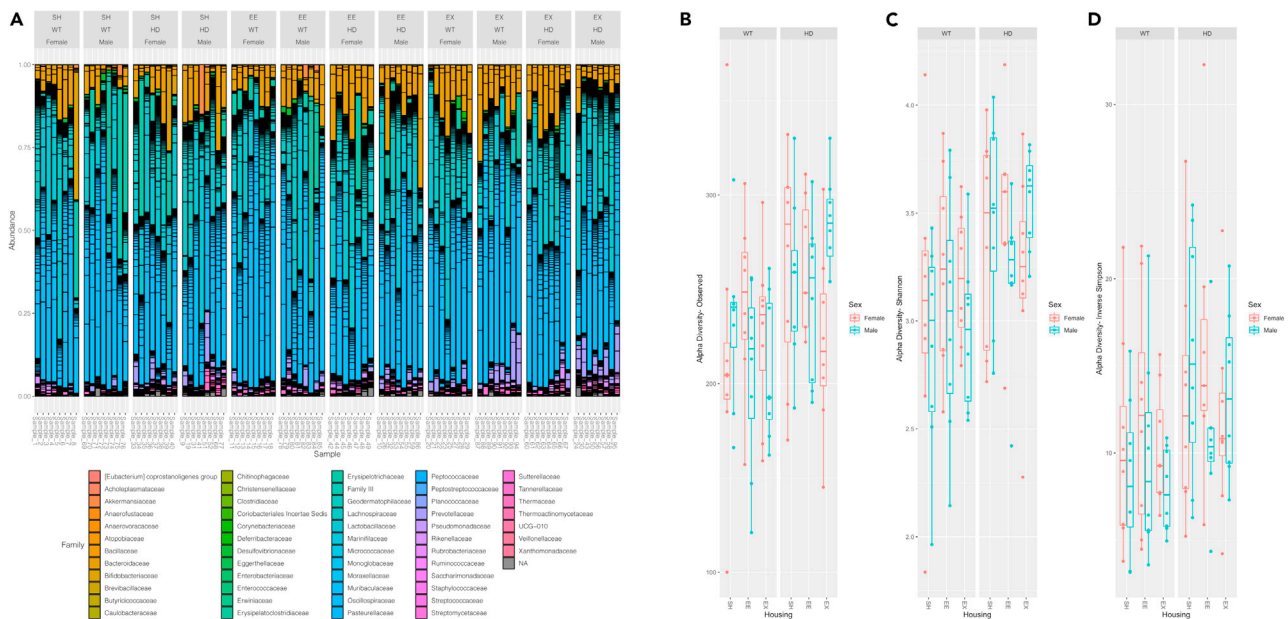 A
SH SH SH SH EE EE EE EE EX EX EX EX
WT WT HD HD WT WT HD HD WT WT HD HD
Female Male Female Male Female Male Female Male Female Male Female Male
1.00
0.75
0.50
0.25
0.00
Abundance
Sample
Family
[Eubacterium] coprostanoligenes group
Acholeplasmataceae
Akkermansiaceae
Anaerofustaceae
Anaerovoracaceae
Atopobiaceae
Bacillaceae
Bacteroidaceae
Bifidobacteriaceae
Brevibacillaceae
Butyricicoccaceae
Caulobacteraceae
Chitinophagaceae
Christensenellaceae
Clostridiaceae
Coriobacteriales Incertae Sedis
Corynebacteriaceae
Deferribacteraceae
Desulfovibrionaceae
Eggerthellaceae
Enterobacteriaceae
Enterococcaceae
Erwiniaceae
Erysipelatoclostridiaceae
Erysipelotrichaceae
Family III
Geodermatophilaceae
Lachnospiraceae
Lactobacillaceae
Marinifilaceae
Micrococcaceae
Monoglobaceae
Moraxellaceae
Muribaculaceae
Oscillospiraceae
Pasteurellaceae
Peptococcaceae
Peptostreptococcaceae
Planococcaceae
Prevotellaceae
Pseudomonadaceae
Rikenellaceae
Rubrobacteriaceae
Ruminococcaceae
Saccharimonadaceae
Staphylococcaceae
Streptococcaceae
Streptomycetaceae
Sutterellaceae
Tannerellaceae
Thermaceae
Thermoactinomycetaceae
UCG-010
Veillonellaceae
Xanthomonadaceae
NA
B
WT HD
300
200
100
Alpha Diversity- Observed
SH EE EX SH EE EX
Housing
Sex
Female
Male
C
WT HD
4.0
3.5
3.0
2.5
2.0
Alpha Diversity- Shannon
SH EE EX SH EE EX
Housing
Sex
Female
Male
D
WT HD
30
20
10
Alpha Diversity- Inverse Simpson
SH EE EX SH EE EX
Housing
Sex
Female
Male